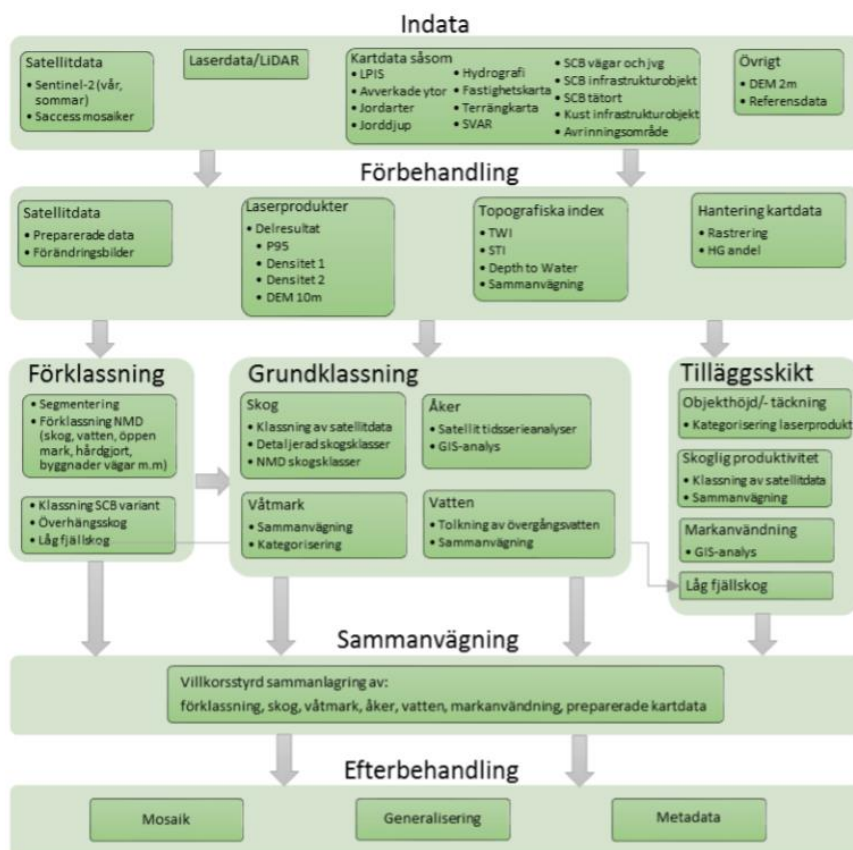 Indata
Satellitdata
• Sentinel-2 (vår,
sommar)
• Saccess mosaiker
Laserdata/LiDAR
Kartdata såsom
• LPIS
• Avverkade ytor
• Jordarter
• Jorddjup
• Hydrografi
• Fastighetskarta
• Terrängkarta
• SVAR
• SCB vägar och jvg
• SCB infrastrukturobjekt
• SCB tätort
• Kust infrastrukturobjekt
• Avrinningsområde
Övrigt
• DEM 2m
• Referensdata
Förbehandling
Satellitdata
• Preparerade data
• Förändringsbilder
Laserprodukter
• Delresultat
• P95
• Densitet 1
• Densitet 2
• DEM 10m
Topografiska index
• TWI
• STI
• Depth to Water
• Sammanvägning
Hantering kartdata
• Rastrering
• HG andel
Förklassning
• Segmentering
• Förklassning NMD
(skog, vatten, öppen
mark, hårdgjort,
byggnader vägar m.m)
• Klassning SCB variant
• Överhängsskog
• Låg fjällskog
Grundklassning
Skog
• Klassning av satellitdata
• Detaljerad skogsklasser
• NMD skogsklasser
Åker
• Satellit tidsserieanalyser
• GIS-analys
Våtmark
• Sammanvägning
• Kategorisering
Vatten
• Tolkning av övergångsvatten
• Sammanvägning
Tilläggsskikt
Objekthöjd/- täckning
• Kategorisering laserprodukt
Skoglig produktivitet
• Klassning av satellitdata
• Sammanvägning
Markanvändning
• GIS-analys
Låg fjällskog
Sammanvägning
Villkorsstyrd sammanlagring av:
förklassning, skog, våtmark, åker, vatten, markanvändning, preparerade kartdata
Efterbehandling
Mosaik
Generalisering
Metadata